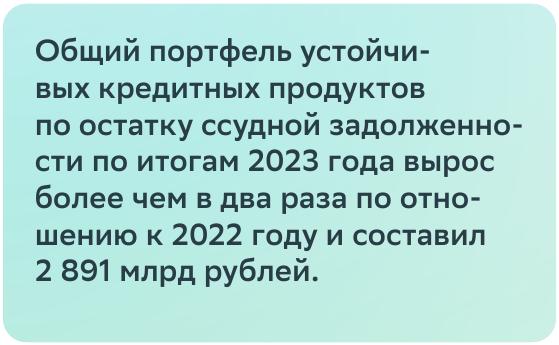 Общий портфель устойчи-
вых кредитных продуктов
по остатку ссудной задолженно-
сти по итогам 2023 года вырос
более чем в два раза по отно-
шению к 2022 году и составил
2 891 млрд рублей.